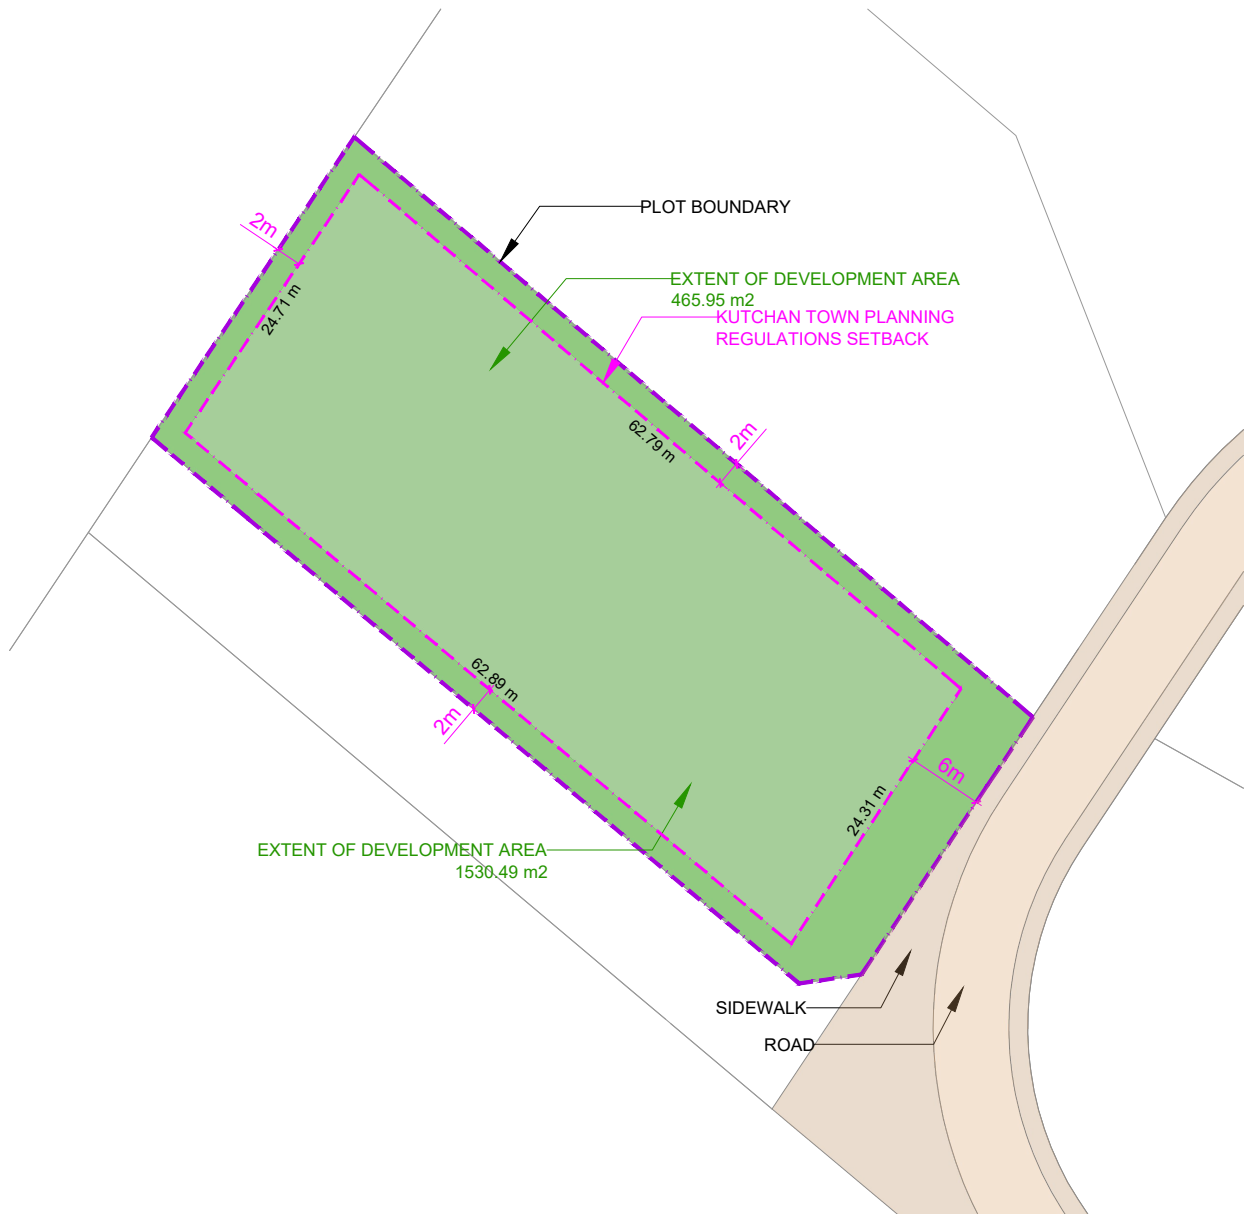 PLOT BOUNDARY
2m
EXTENT OF DEVELOPMENT AREA
465.95 m2
KUTCHAN TOWN PLANNING
REGULATIONS SETBACK
24.71 m
62.79 m
2m
62.89 m
2m
6m
24.31 m
EXTENT OF DEVELOPMENT AREA
1530.49 m2
SIDEWALK
ROAD